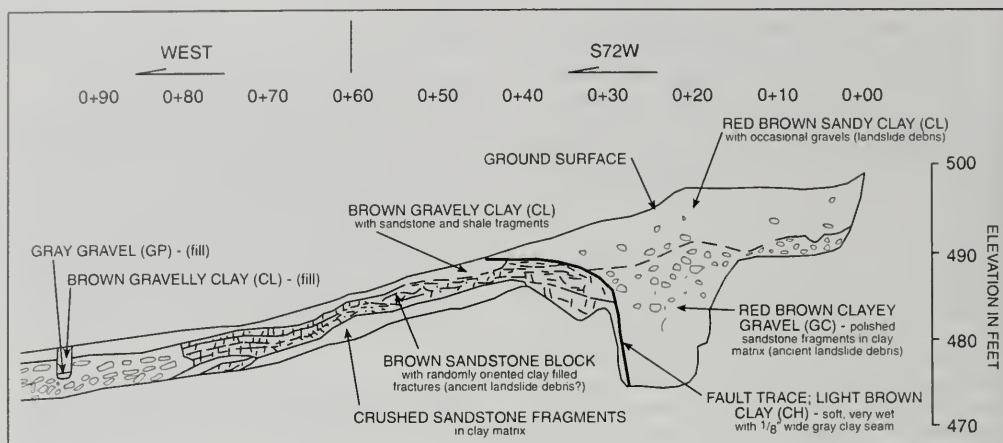 WEST
S72W
0+90 0+80 0+70 0+60 0+50 0+40 0+30 0+20 0+10 0+00
RED BROWN SANDY CLAY (CL)
with occasional gravels (landslide debris)
GROUND SURFACE
500
BROWN GRAVELY CLAY (CL)
with sandstone and shale fragments
GRAY GRAVEL (GP) - (fill)
BROWN GRAVELLY CLAY (CL) - (fill)
490
ELEVATION IN FEET
RED BROWN CLAYEY
GRAVEL (GC) - polished
sandstone fragments in clay
matrix (ancient landslide debris)
480
BROWN SANDSTONE BLOCK
with randomly oriented clay filled
fractures (ancient landslide debris?)
CRUSHED SANDSTONE FRAGMENTS
in clay matrix
FAULT TRACE; LIGHT BROWN
CLAY (CH) - soft, very wet
with 1/8" wide gray clay seam
470